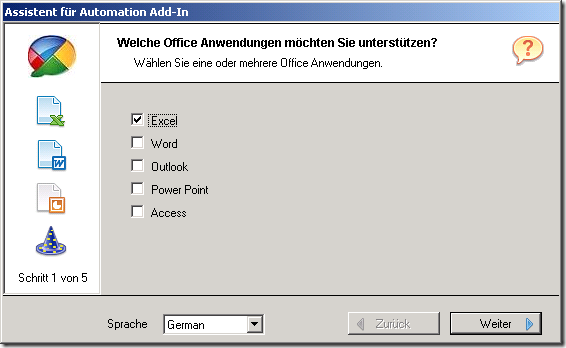 Assistent für Automation Add-In
Welche Office Anwendungen möchten Sie unterstützen?
Wählen Sie eine oder mehrere Office Anwendungen.
Excel
Word
Outlook
Power Point
Access
Schritt 1 von 5
Sprache German
Zurück
Weiter